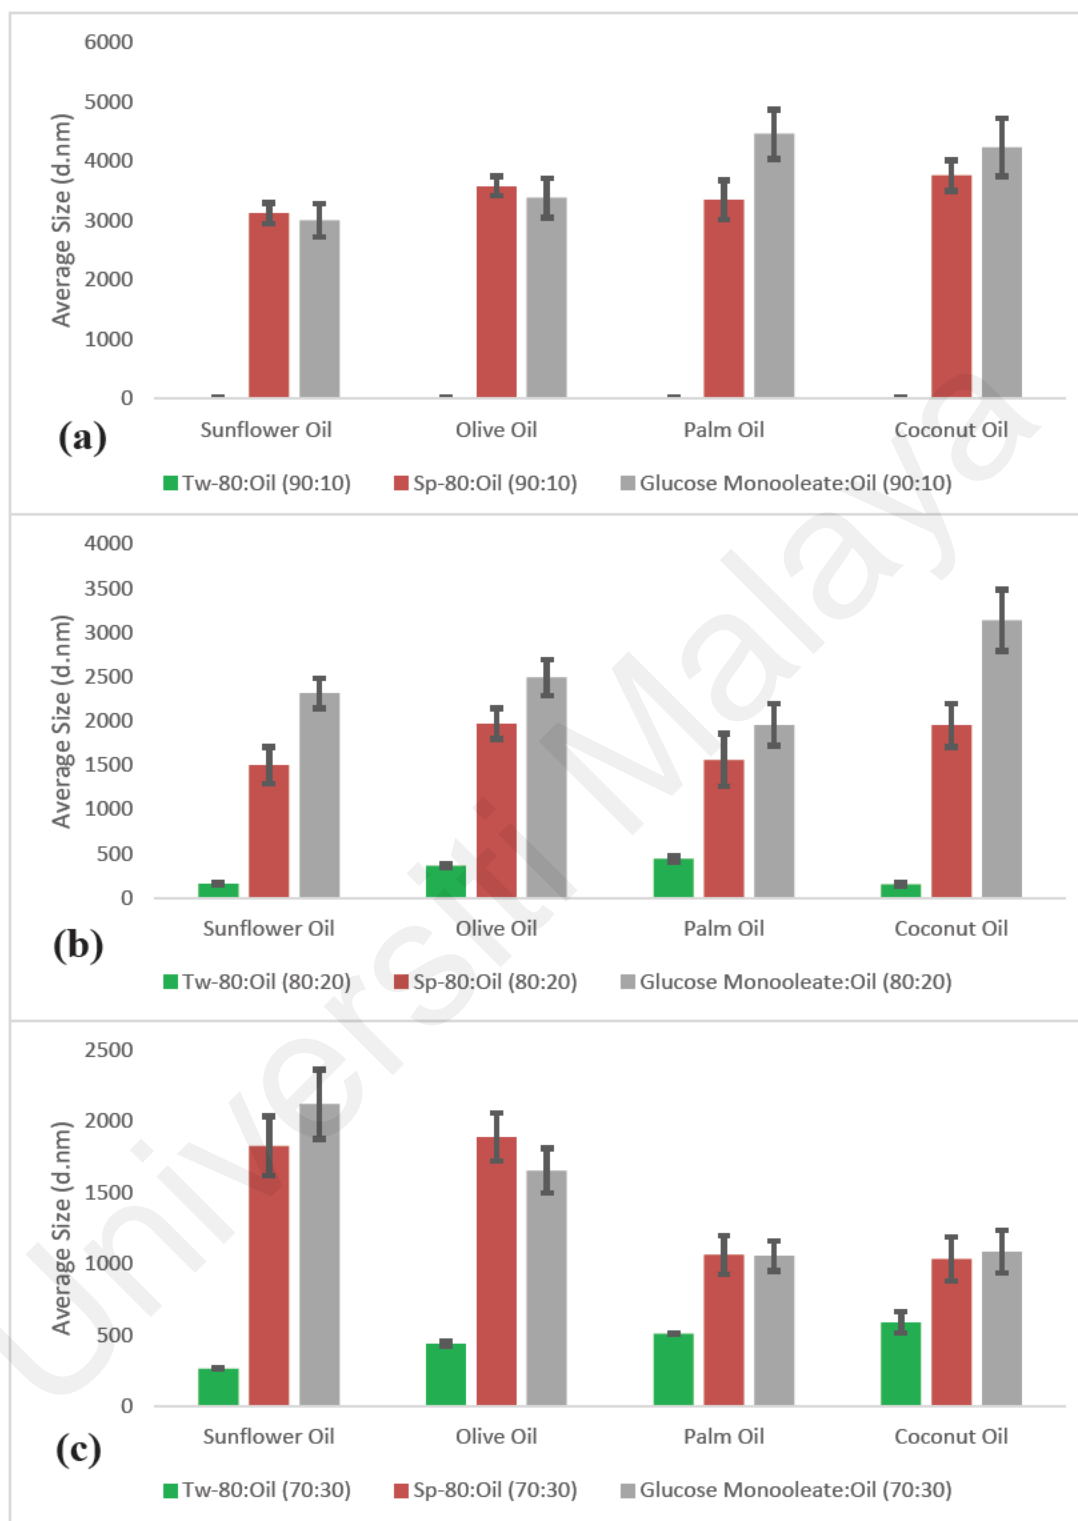 6000
5000
4000
3000
2000
1000
0
Average Size (d.nm)
Sunflower Oil Olive Oil Palm Oil Coconut Oil
(a)
Tw-80:Oil (90:10) Sp-80:Oil (90:10) Glucose Monooleate:Oil (90:10)
4000
3500
3000
2500
2000
1500
1000
500
0
Average Size (d.nm)
Sunflower Oil Olive Oil Palm Oil Coconut Oil
(b)
Tw-80:Oil (80:20) Sp-80:Oil (80:20) Glucose Monooleate:Oil (80:20)
2500
2000
1500
1000
500
0
Average Size (d.nm)
Sunflower Oil Olive Oil Palm Oil Coconut Oil
(c)
Tw-80:Oil (70:30) Sp-80:Oil (70:30) Glucose Monooleate:Oil (70:30)
Universiti Malaya